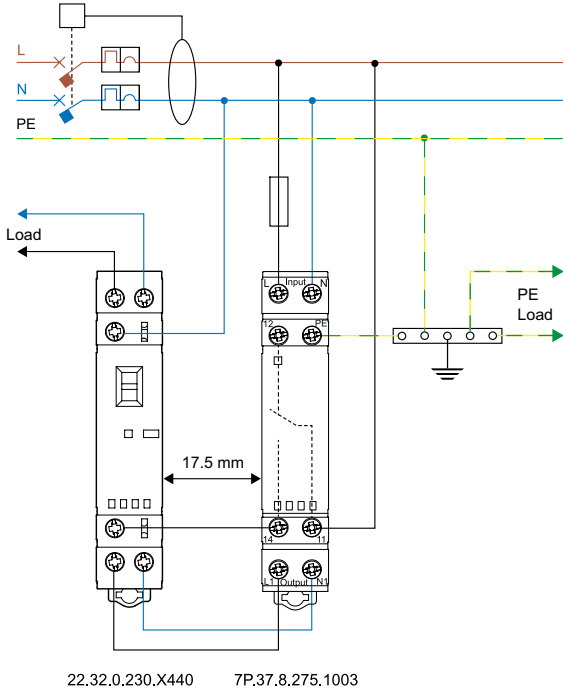 L
N
PE
Load
L Input N
12 PE
PE
Load
17.5 mm
14 11
L1 Output N1
22.32.0.230.X440 7P.37.8.275.1003